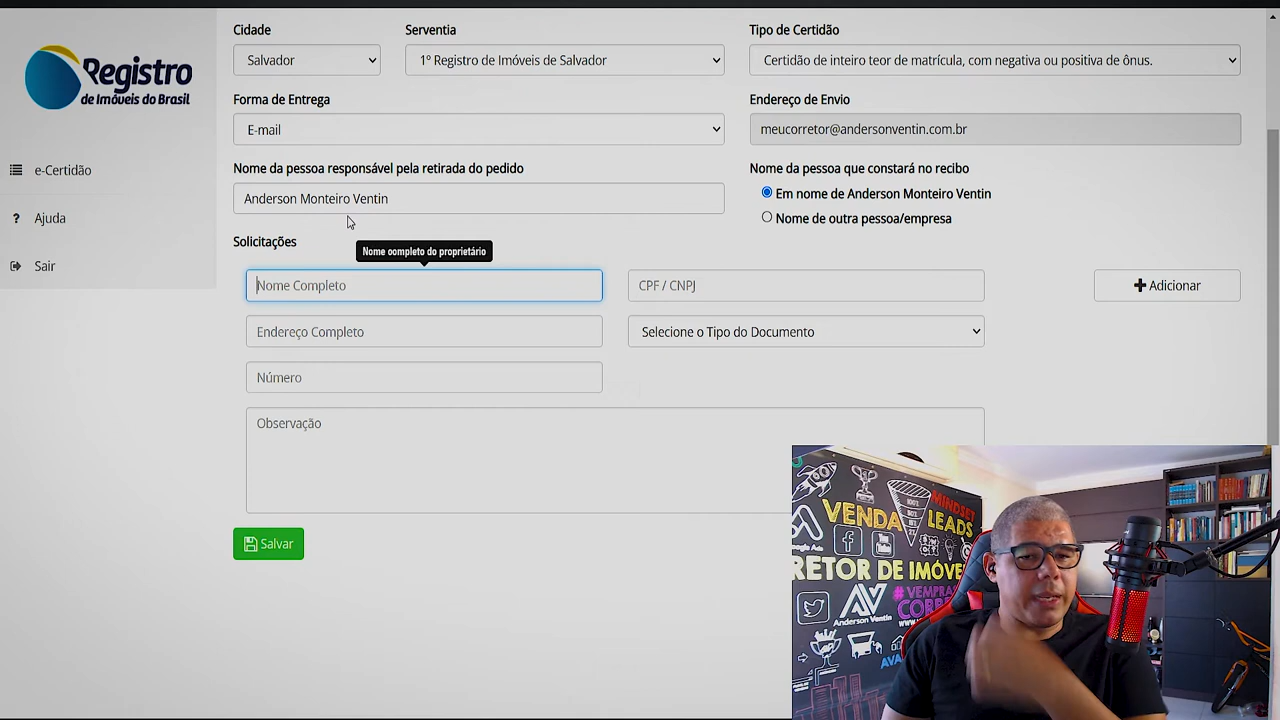 Cidade
Serventia
Tipo de Certidão
Registro
de Imóveis do Brasil
Salvador
1º Registro de Imóveis de Salvador
Certidão de inteiro teor de matrícula, com negativa ou positiva de ônus.
Forma de Entrega
Endereço de Envio
E-mail
meucorretor@andersonventin.com.br
e-Certidão
Nome da pessoa responsável pela retirada do pedido
Nome da pessoa que constará no recibo
Anderson Monteiro Ventin
Em nome de Anderson Monteiro Ventin
Ajuda
Nome de outra pessoa/empresa
Solicitações
Nome completo do proprietário
Sair
Nome Completo
CPF / CNPJ
Adicionar
Endereço Completo
Selecione o Tipo do Documento
Número
Observação
Salvar
MINDSET
VENDA
LEADS
RETOR DE IMÓVE
#VEMPRA
CORRE
AV
Anderson Ventin